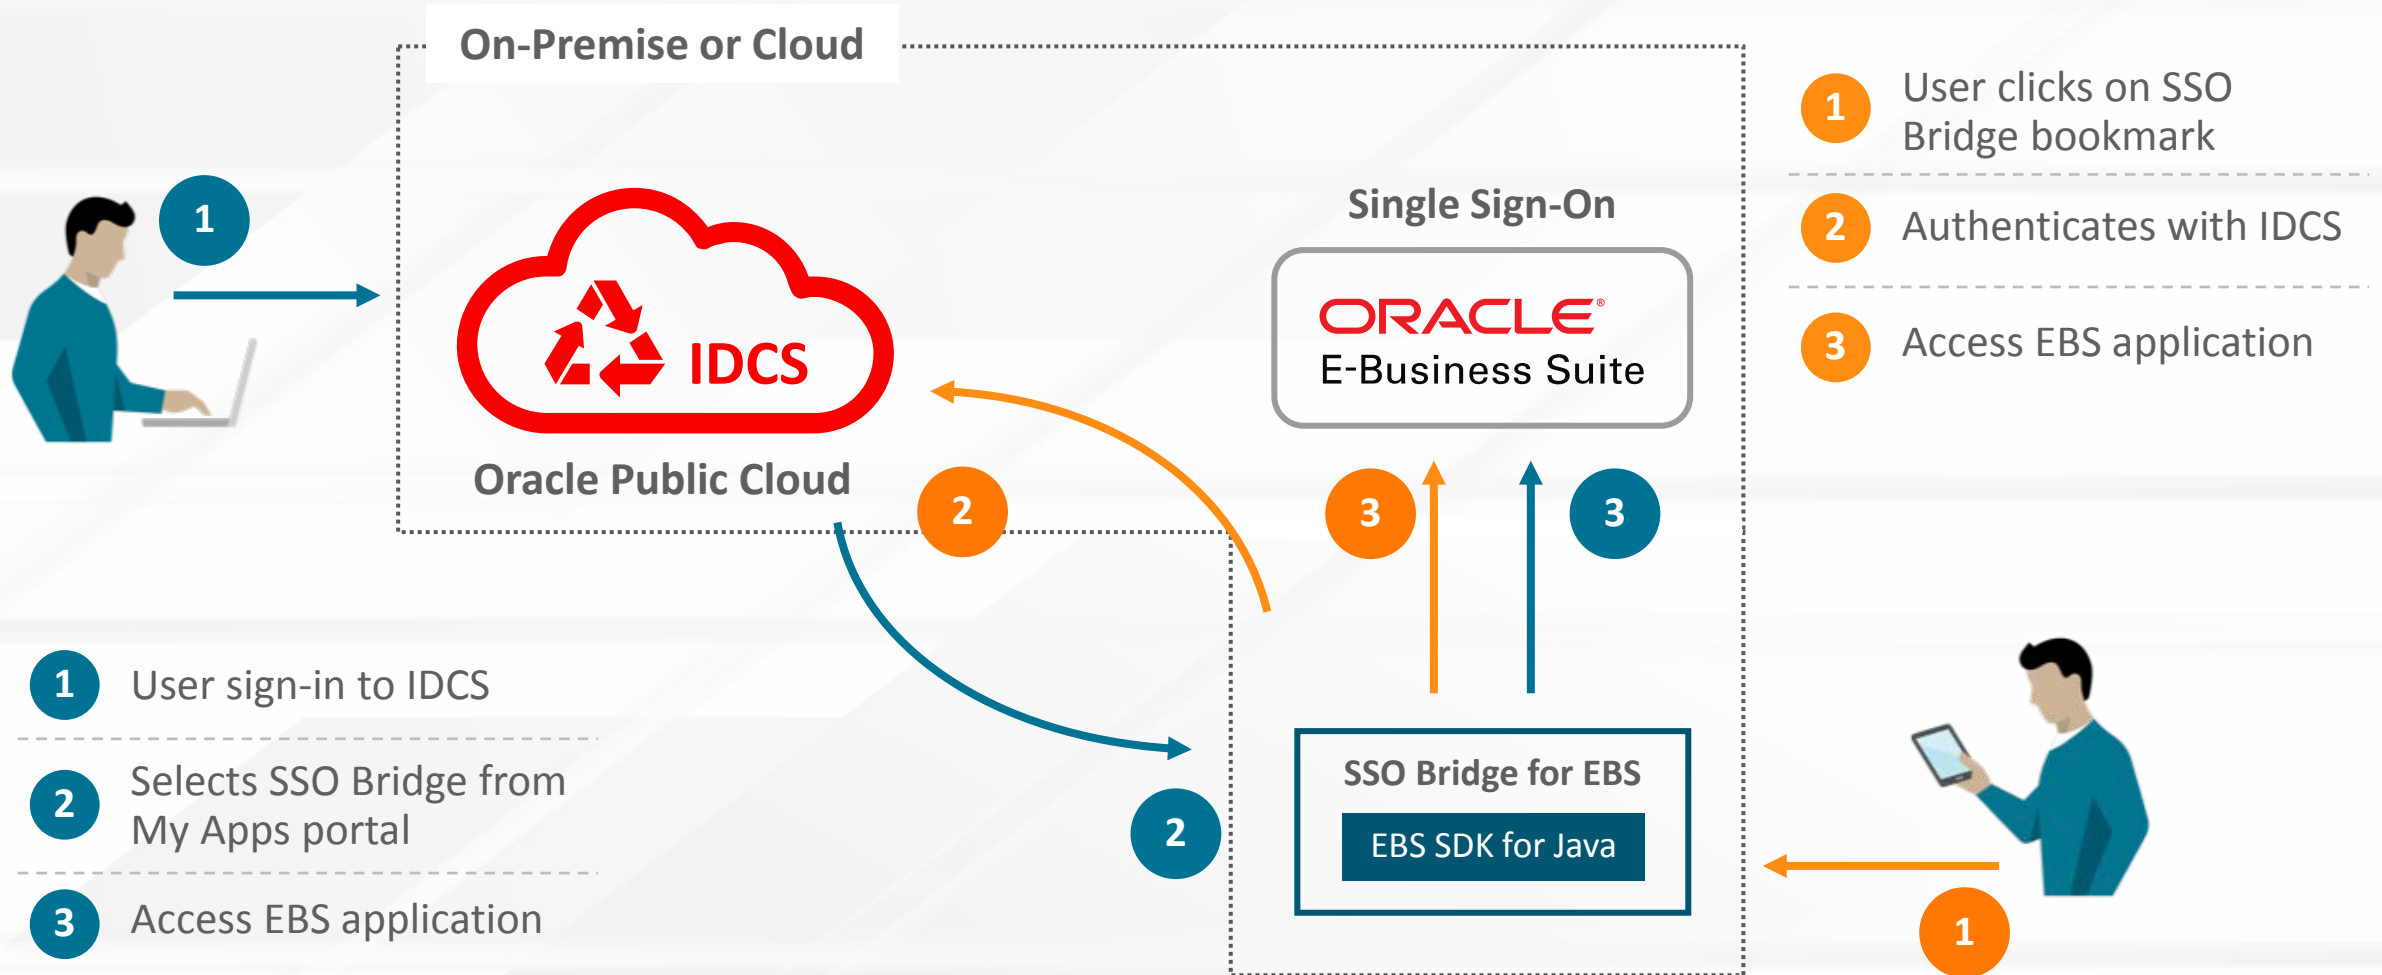 On-Premise or Cloud
1
IDCS
Oracle Public Cloud
Single Sign-On
ORACLE®
E-Business Suite
2
3
3
2
SSO Bridge for EBS
EBS SDK for Java
1
1
User clicks on SSO
Bridge bookmark
2
Authenticates with IDCS
3
Access EBS application
1
User sign-in to IDCS
2
Selects SSO Bridge from
My Apps portal
3
Access EBS application